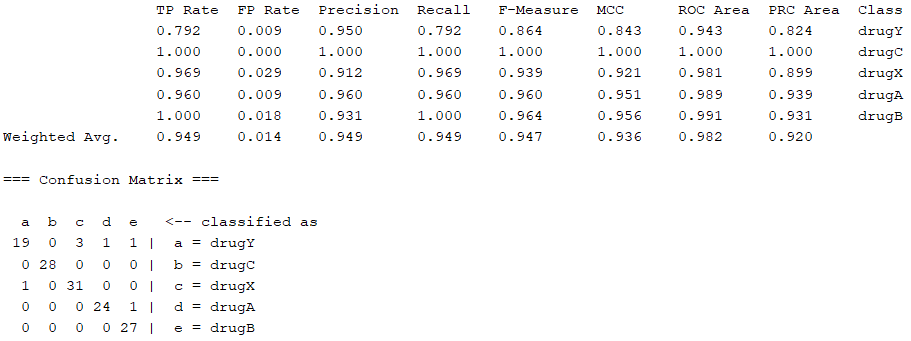 TP Rate  FP Rate  Precision  Recall  F-Measure  MCC  ROC Area  PRC Area  Class
0.792  0.009  0.950  0.792  0.864  0.843  0.943  0.824  drugY
1.000  0.000  1.000  1.000  1.000  1.000  1.000  1.000  drugC
0.969  0.029  0.912  0.969  0.939  0.921  0.981  0.899  drugX
0.960  0.009  0.960  0.960  0.960  0.951  0.989  0.939  drugA
1.000  0.018  0.931  1.000  0.964  0.956  0.991  0.931  drugB
Weighted Avg.  0.949  0.014  0.949  0.949  0.947  0.936  0.982  0.920
=== Confusion Matrix ===
a  b  c  d  e  <-- classified as
19  0  3  1  1 |  a = drugY
0 28  0  0  0 |  b = drugC
1  0 31  0  0 |  c = drugX
0  0  0 24  1 |  d = drugA
0  0  0  0 27 |  e = drugB